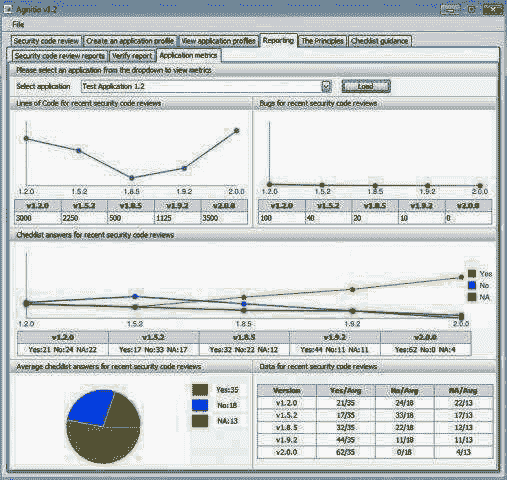 Agnitio v1.2
File
Security code review Create an application profile View application profiles Reporting The Principles Checklist guidance
Security code review reports Verify report Application metrics
Please select an application from the dropdown to view metrics
Select application Test Application 1.2 Load
Lines of Code for recent security code reviews Bugs for recent security code reviews
1.2.0 1.5.2 1.8.5 1.9.2 2.0.0 1.2.0 1.5.2 1.8.5 1.9.2 2.0.0
v1.2.0 v1.5.2 v1.8.5 v1.9.2 v2.0.0 v1.2.0 v1.5.2 v1.8.5 v1.9.2 v2.0.0
3000 2250 500 1125 3500 100 40 20 10 0
Checklist answers for recent security code reviews
Yes
No
NA
1.2.0 1.5.2 1.8.5 1.9.2 2.0.0
v1.2.0 v1.5.2 v1.8.5 v1.9.2 v2.0.0
Yes:21 No:24 NA:22 Yes:17 No:33 NA:17 Yes:32 No:22 NA:12 Yes:44 No:11 NA:11 Yes:62 No:0 NA:4
Average checklist answers for recent security code reviews Data for recent security code reviews
Yes:35
No:18
NA:13
Version Yes/Avg No/Avg NA/Avg
v1.2.0 21/35 24/18 22/13
v1.5.2 17/35 33/18 17/13
v1.8.5 32/35 22/18 12/13
v1.9.2 44/35 11/18 11/13
v2.0.0 62/35 0/18 4/13